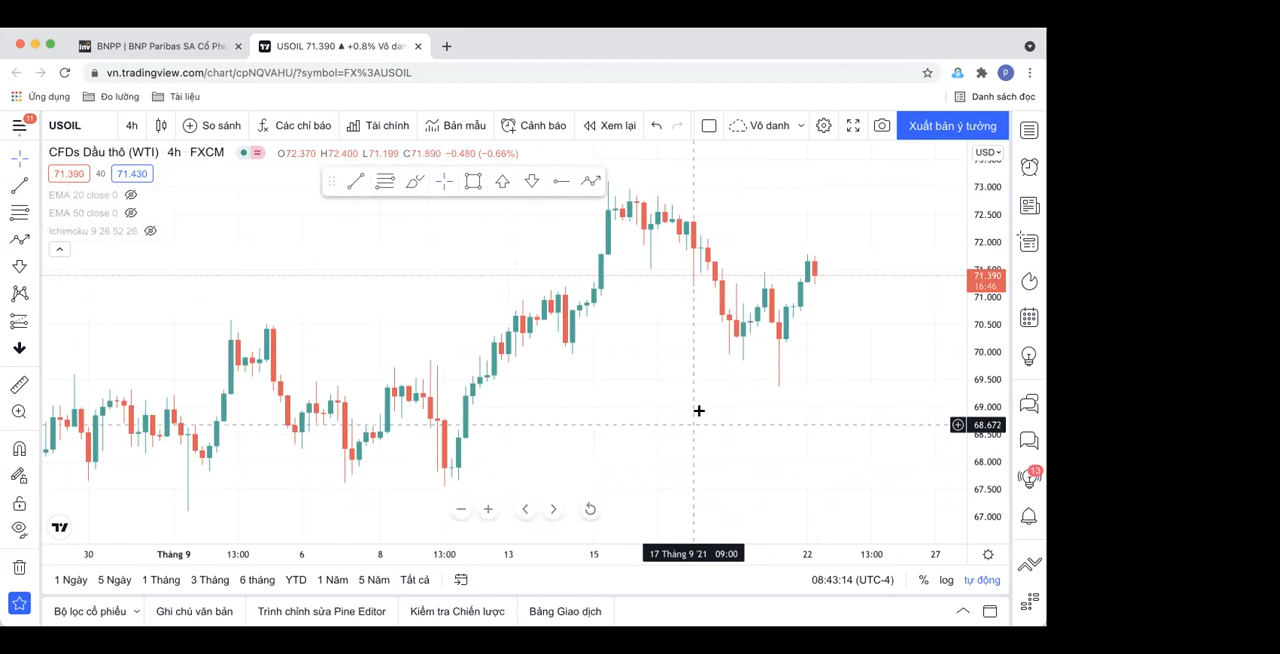 BNPP | BNP Paribas SA Cổ Phi
USOIL 71.390 ▲ +0.8% Vô dan
vn.tradingview.com/chart/cpNQVAHU/?symbol=FX%3AUSOIL
P
Ứng dụng Đo lường Tài liệu Danh sách đọc
11
USOIL 4h So sánh Các chỉ báo Tài chính Bản mẫu Cảnh báo Xem lại Vô danh Xuất bản ý tưởng
CFDs Dầu thô (WTI) · 4h · FXCM O72.370 H72.400 L71.199 C71.890 −0.480 (−0.66%)
USD
71.390 40 71.430
EMA 20 close 0
EMA 50 close 0
Ichimoku 9 26 52 26
73.000
72.500
72.000
71.390
16:46
71.000
70.500
70.000
69.500
69.000
68.672
68.500
68.000
67.500
67.000
13
30 Tháng 9 13:00 6 8 13:00 13 15 17 Tháng 9 '21 09:00 22 13:00 27
1 Ngày 5 Ngày 1 Tháng 3 Tháng 6 tháng YTD 1 Năm 5 Năm Tất cả 08:43:14 (UTC-4) % log tự động
Bộ lọc cổ phiếu Ghi chú văn bản Trình chỉnh sửa Pine Editor Kiểm tra Chiến lược Bảng Giao dịch